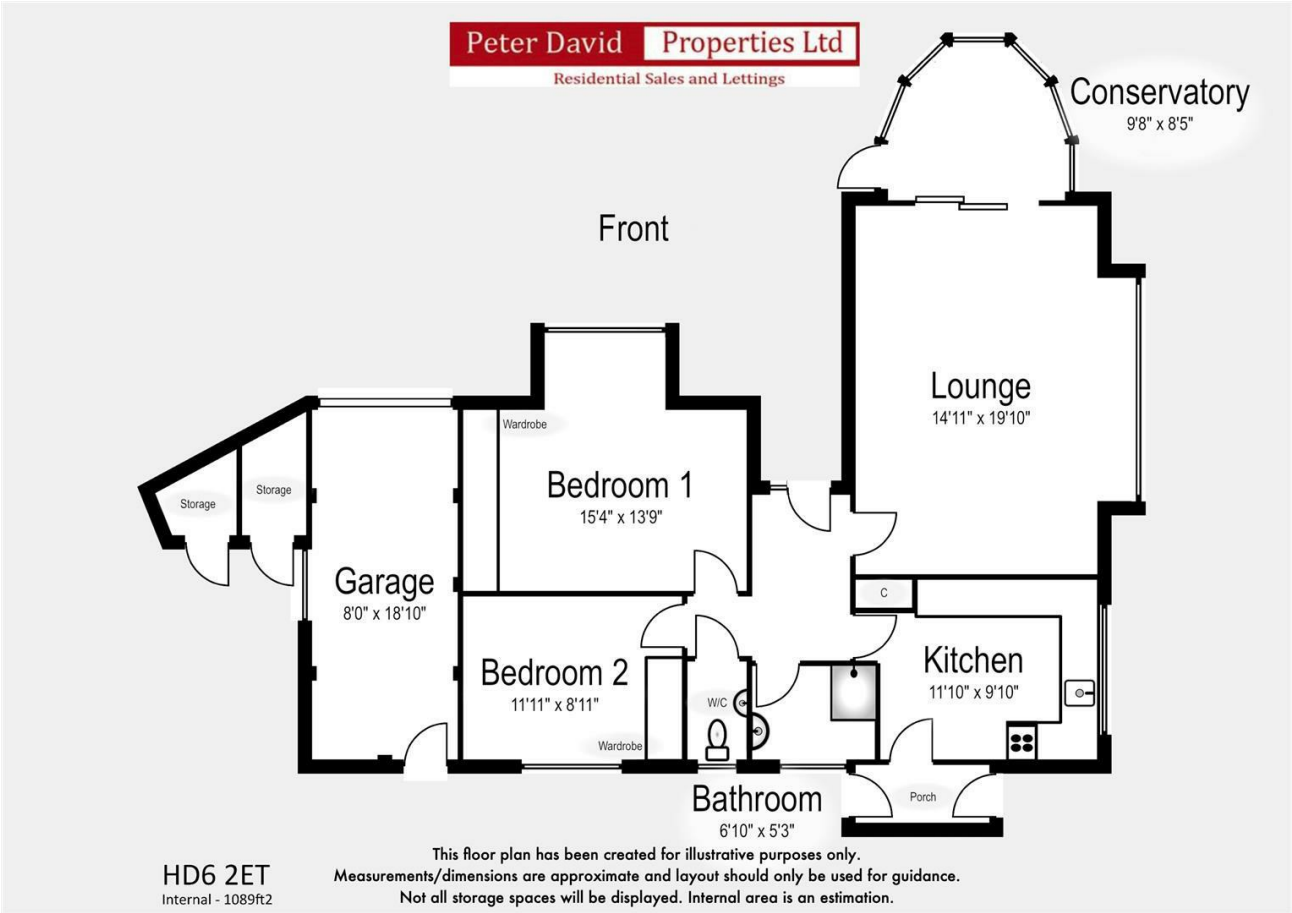 Peter David Properties Ltd
Residential Sales and Lettings
Conservatory
9'8" x 8'5"
Front
Lounge
14'11" x 19'10"
Wardrobe
Bedroom 1
15'4" x 13'9"
Storage
Storage
Garage
8'0" x 18'10"
C
Kitchen
11'10" x 9'10"
Bedroom 2
11'11" x 8'11"
W/C
Wardrobe
Bathroom
6'10" x 5'3"
Porch
HD6 2ET
Internal - 1089ft2
This floor plan has been created for illustrative purposes only.
Measurements/dimensions are approximate and layout should only be used for guidance.
Not all storage spaces will be displayed. Internal area is an estimation.